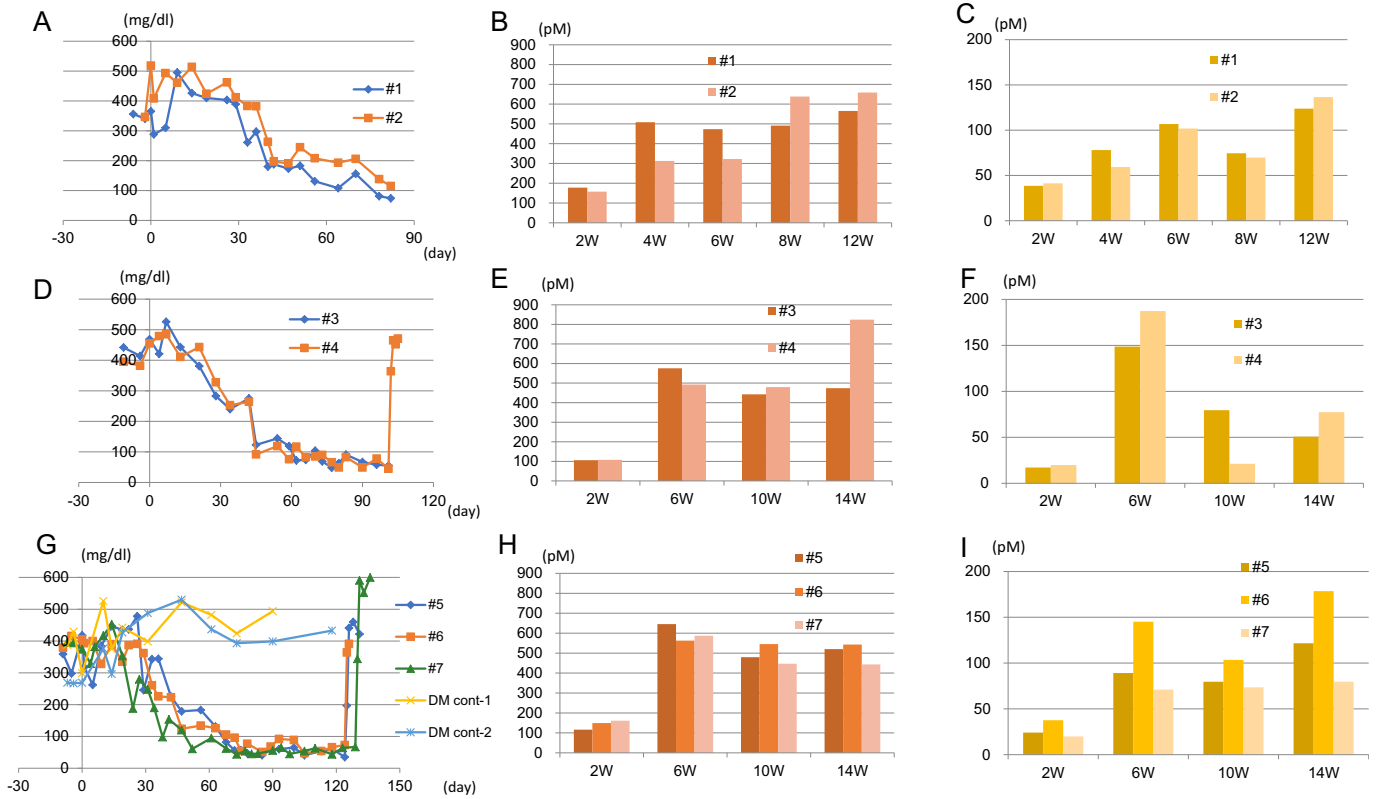 A
(mg/dl)
600
500
400
300
200
100
0
-30
0
30
60
90
(day)
#1
#2
B
(pM)
900
800
700
600
500
400
300
200
100
0
2W
4W
6W
8W
12W
#1
#2
C
(pM)
200
150
100
50
0
2W
4W
6W
8W
12W
#1
#2
D
(mg/dl)
600
500
400
300
200
100
0
-30
0
30
60
90
120
(day)
#3
#4
E
(pM)
900
800
700
600
500
400
300
200
100
0
2W
6W
10W
14W
#3
#4
F
(pM)
200
150
100
50
0
2W
6W
10W
14W
#3
#4
G
(mg/dl)
600
500
400
300
200
100
0
-30
0
30
60
90
120
150
(day)
#5
#6
#7
DM cont-1
DM cont-2
H
(pM)
900
800
700
600
500
400
300
200
100
0
2W
6W
10W
14W
#5
#6
#7
I
(pM)
200
150
100
50
0
2W
6W
10W
14W
#5
#6
#7